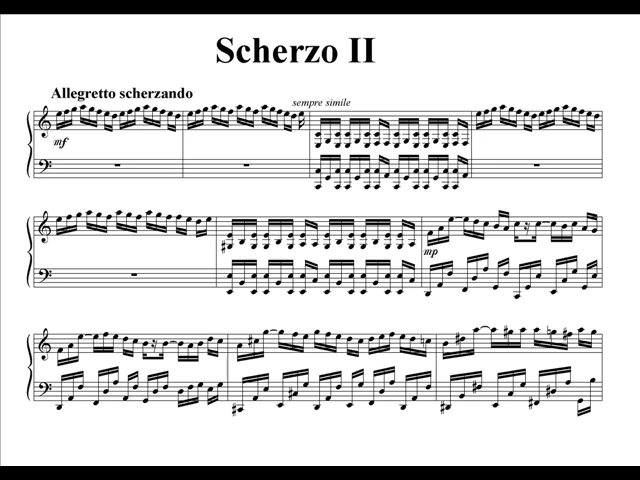 Scherzo II
Allegretto scherzando
sempre simile
mf
mp